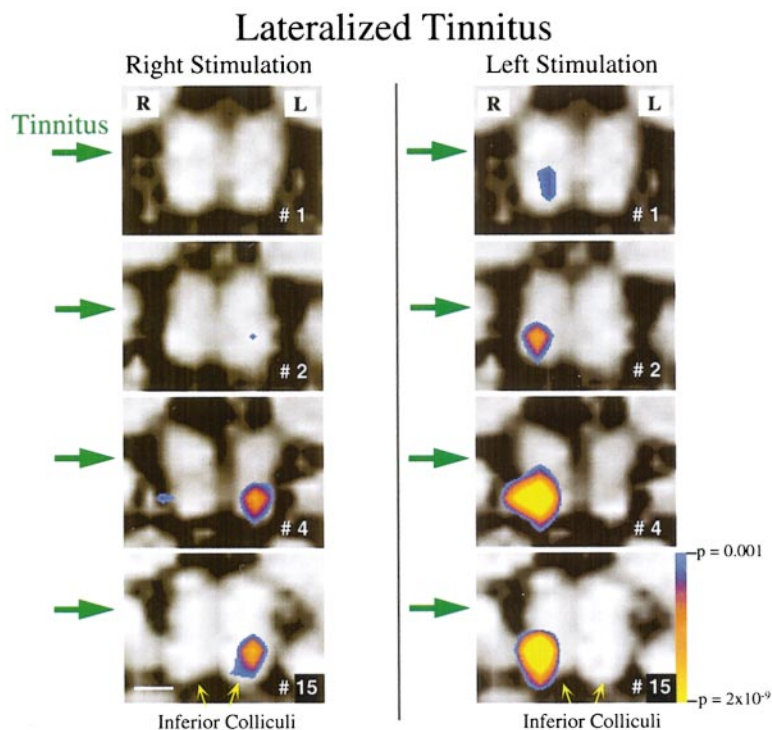 Lateralized Tinnitus
Right Stimulation
Left Stimulation
R L
R L
Tinnitus
# 1
# 1
# 2
# 2
# 4
# 4
p = 0.001
# 15
# 15
p = 2x10⁻⁹
Inferior Colliculi
Inferior Colliculi